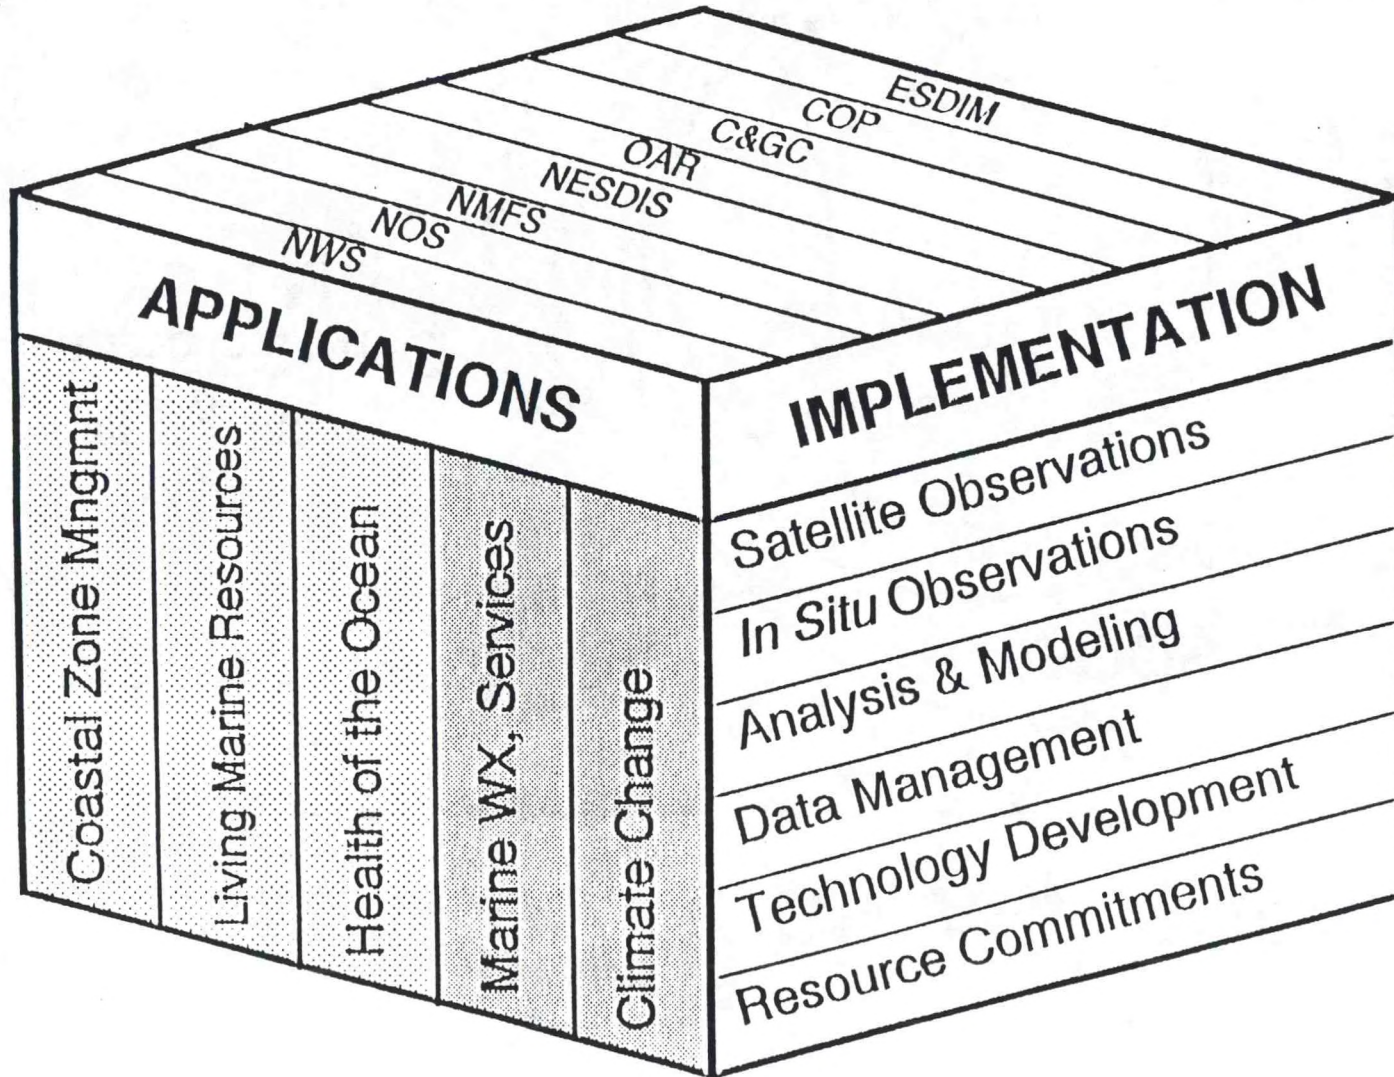 ESDIM
COP
C&GC
OAR
NESDIS
NMFS
NOS
NWS
APPLICATIONS
Coastal Zone Mngmnt
Living Marine Resources
Health of the Ocean
Marine WX, Services
Climate Change
IMPLEMENTATION
Satellite Observations
In Situ Observations
Analysis & Modeling
Data Management
Technology Development
Resource Commitments